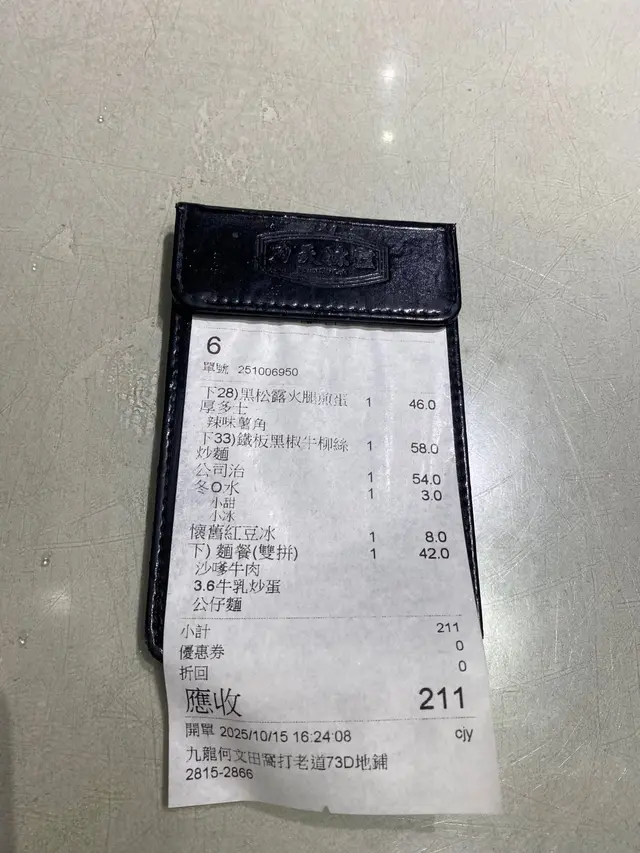 6
單號 251006950
下28)黑松露火腿煎蛋 1 46.0
厚多士
辣味薯角
下33)鐵板黑椒牛柳絲 1 58.0
炒麵
公司治 1 54.0
冬O水 1 3.0
小甜
小冰
懷舊紅豆冰 1 8.0
下) 麵餐(雙拼) 1 42.0
沙嗲牛肉
3.6牛乳炒蛋
公仔麵
小計 211
優惠券 0
折回 0
應收 211
開單 2025/10/15 16:24:08 cjy
九龍何文田窩打老道73D地鋪
2815-2866